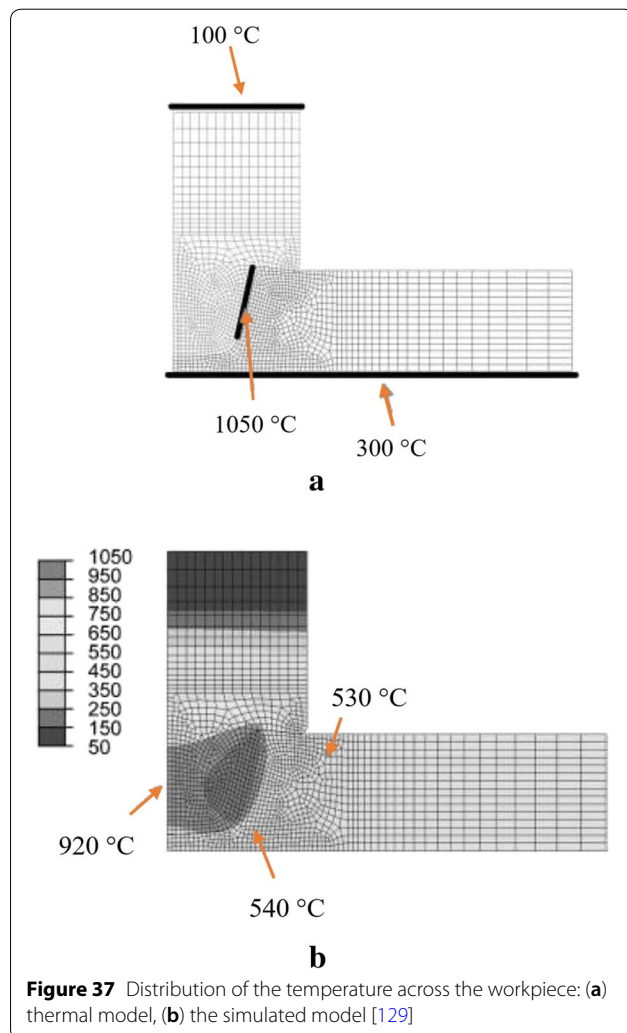 100 °C
1050 °C
300 °C
a
1050
950
850
750
650
550
450
350
250
150
50
530 °C
920 °C
540 °C
b
Figure 37 Distribution of the temperature across the workpiece: (a)
thermal model, (b) the simulated model [129]